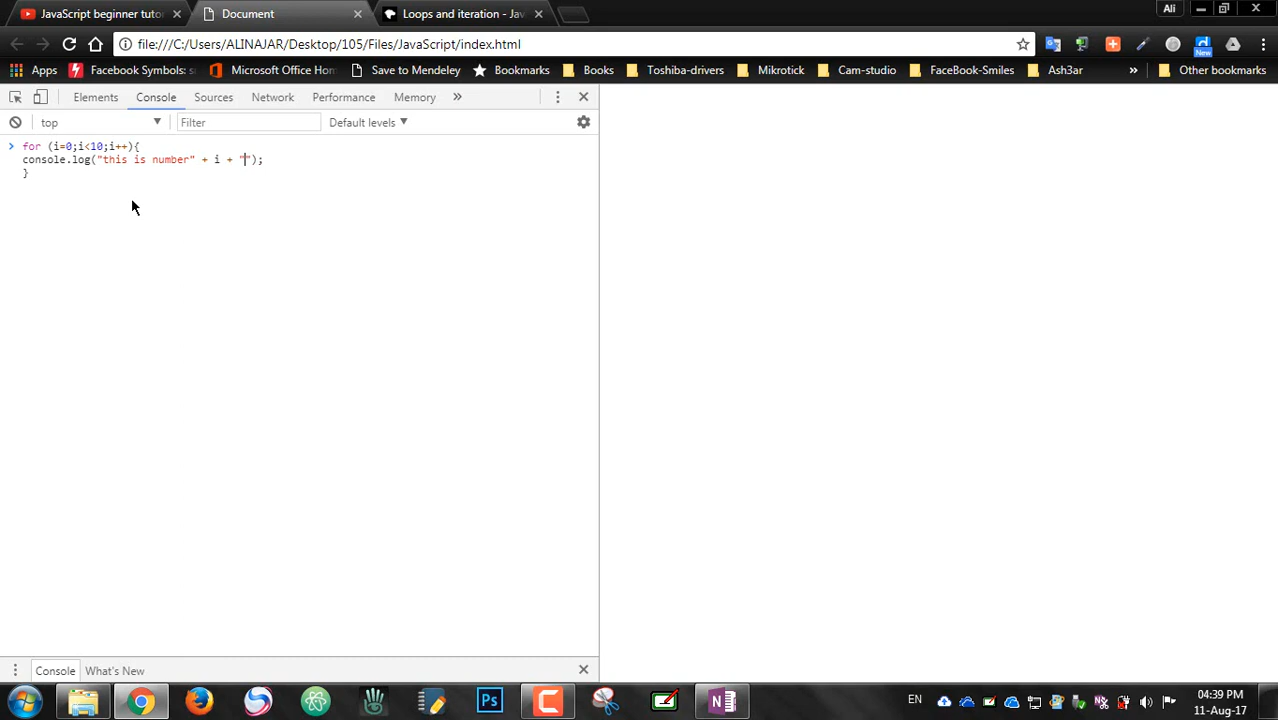 JavaScript beginner tuto
Document
Loops and iteration - Jav
Ali
file:///C:/Users/ALINAJAR/Desktop/105/Files/JavaScript/index.html
New
Apps
Facebook Symbols: s
Microsoft Office Hom
Save to Mendeley
Bookmarks
Books
Toshiba-drivers
Mikrotick
Cam-studio
FaceBook-Smiles
Ash3ar
»
Other bookmarks
Elements
Console
Sources
Network
Performance
Memory
»
top
Filter
Default levels
> for (i=0;i<10;i++){
console.log("this is number" + i + "");
}
Console
What's New
Ps
EN
04:39 PM
11-Aug-17